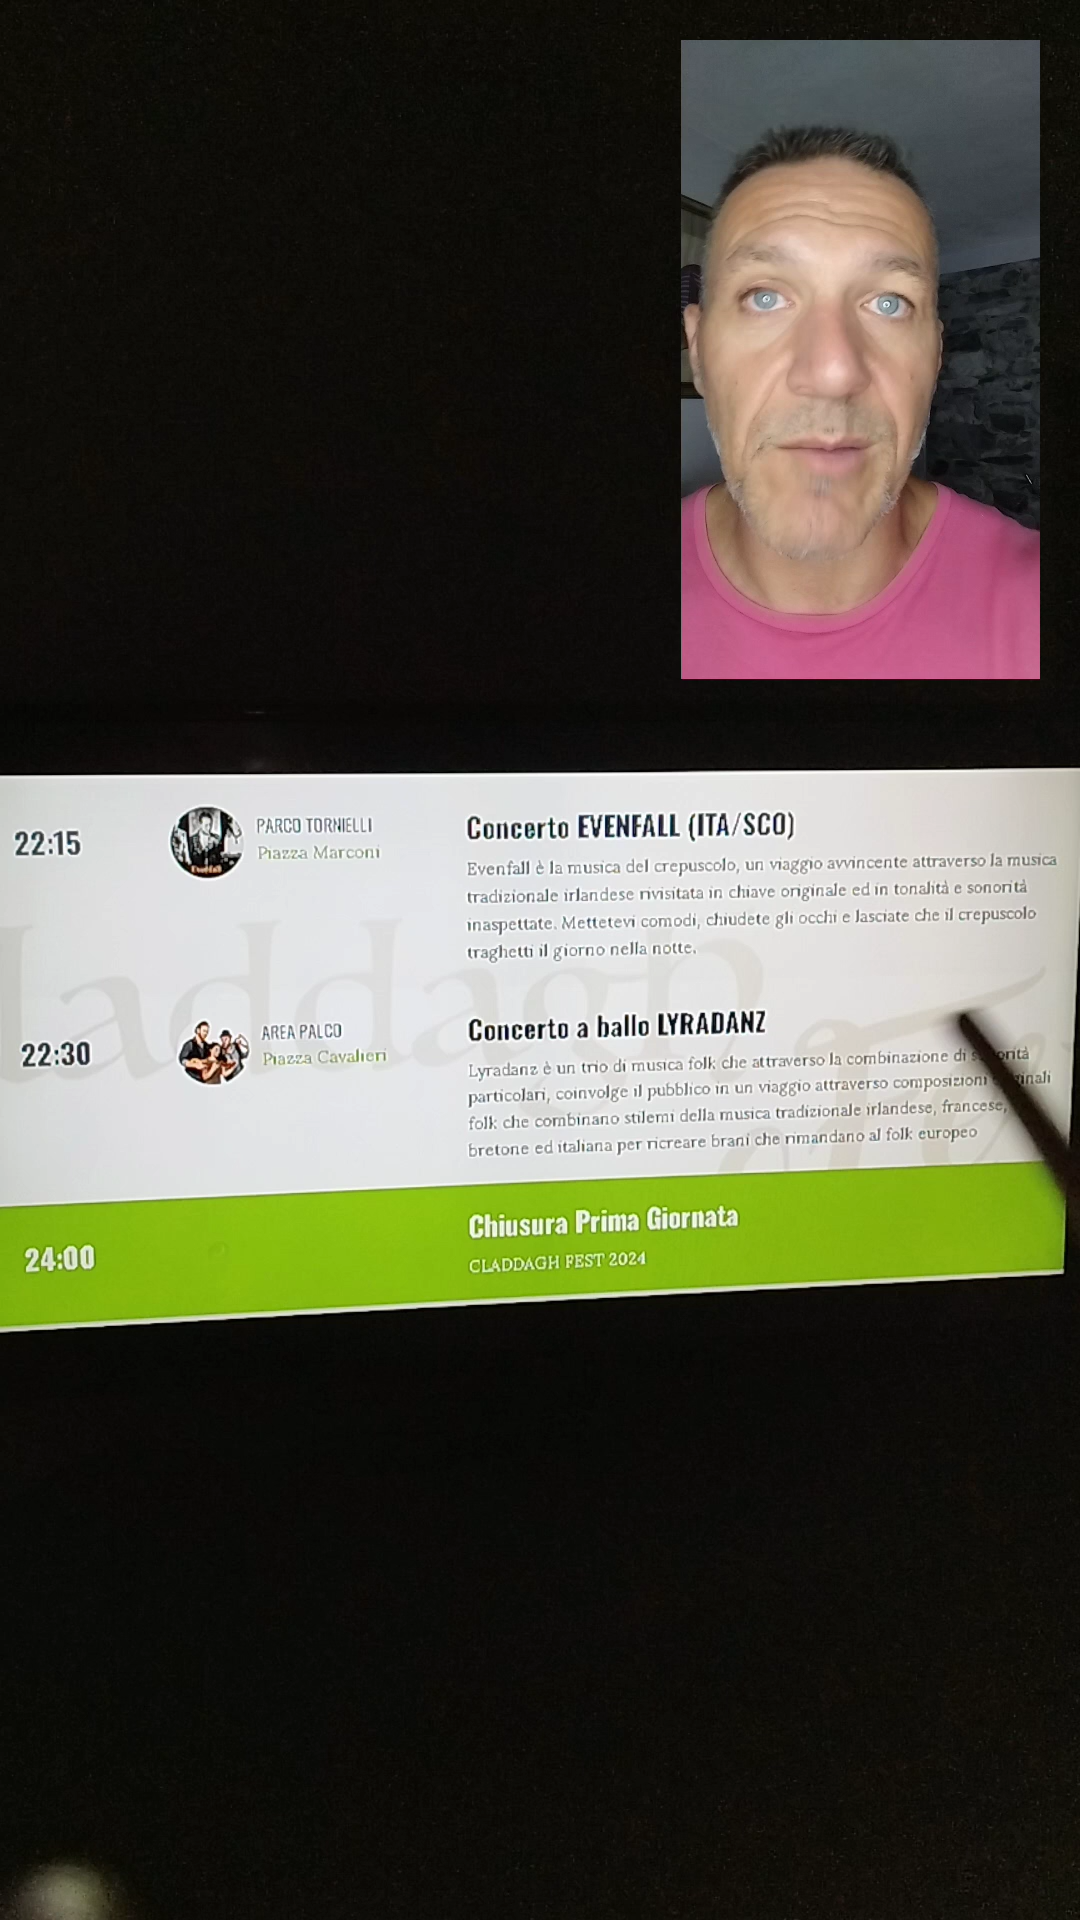 22:15
PARCO TORNIELLI
Piazza Marconi
Concerto EVENFALL (ITA/SCO)
Evenfall è la musica del crepuscolo, un viaggio avvincente attraverso la musica
tradizionale irlandese rivisitata in chiave originale ed in tonalità e sonorità
inaspettate. Mettetevi comodi, chiudete gli occhi e lasciate che il crepuscolo
traghetti il giorno nella notte.
22:30
AREA PALCO
Piazza Cavalieri
Concerto a ballo LYRADANZ
Lyradanz è un trio di musica folk che attraverso la combinazione di
particolari, coinvolge il pubblico in un viaggio attraverso composizioni
folk che combinano stilemi della musica tradizionale irlandese, francese,
bretone ed italiana per ricreare brani che rimandano al folk europeo
24:00
Chiusura Prima Giornata
CLADDAGH FEST 2024